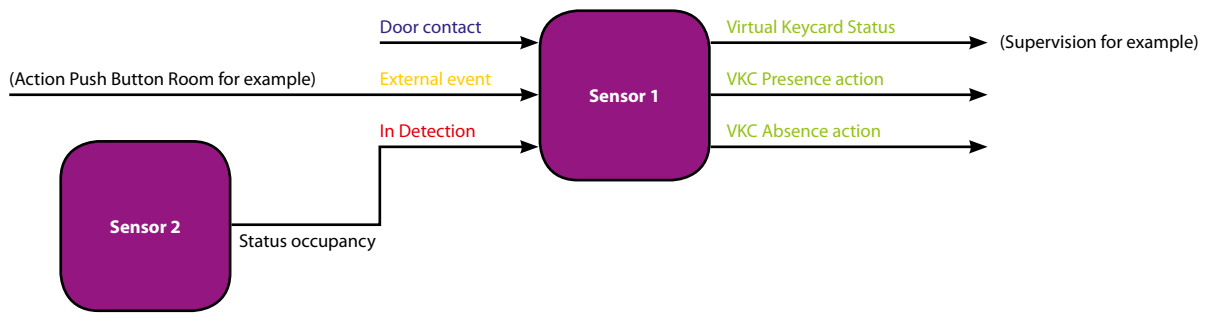 Door contact
Virtual Keycard Status
(Supervision for example)
(Action Push Button Room for example)
External event
Sensor 1
VKC Presence action
In Detection
VKC Absence action
Sensor 2
Status occupancy